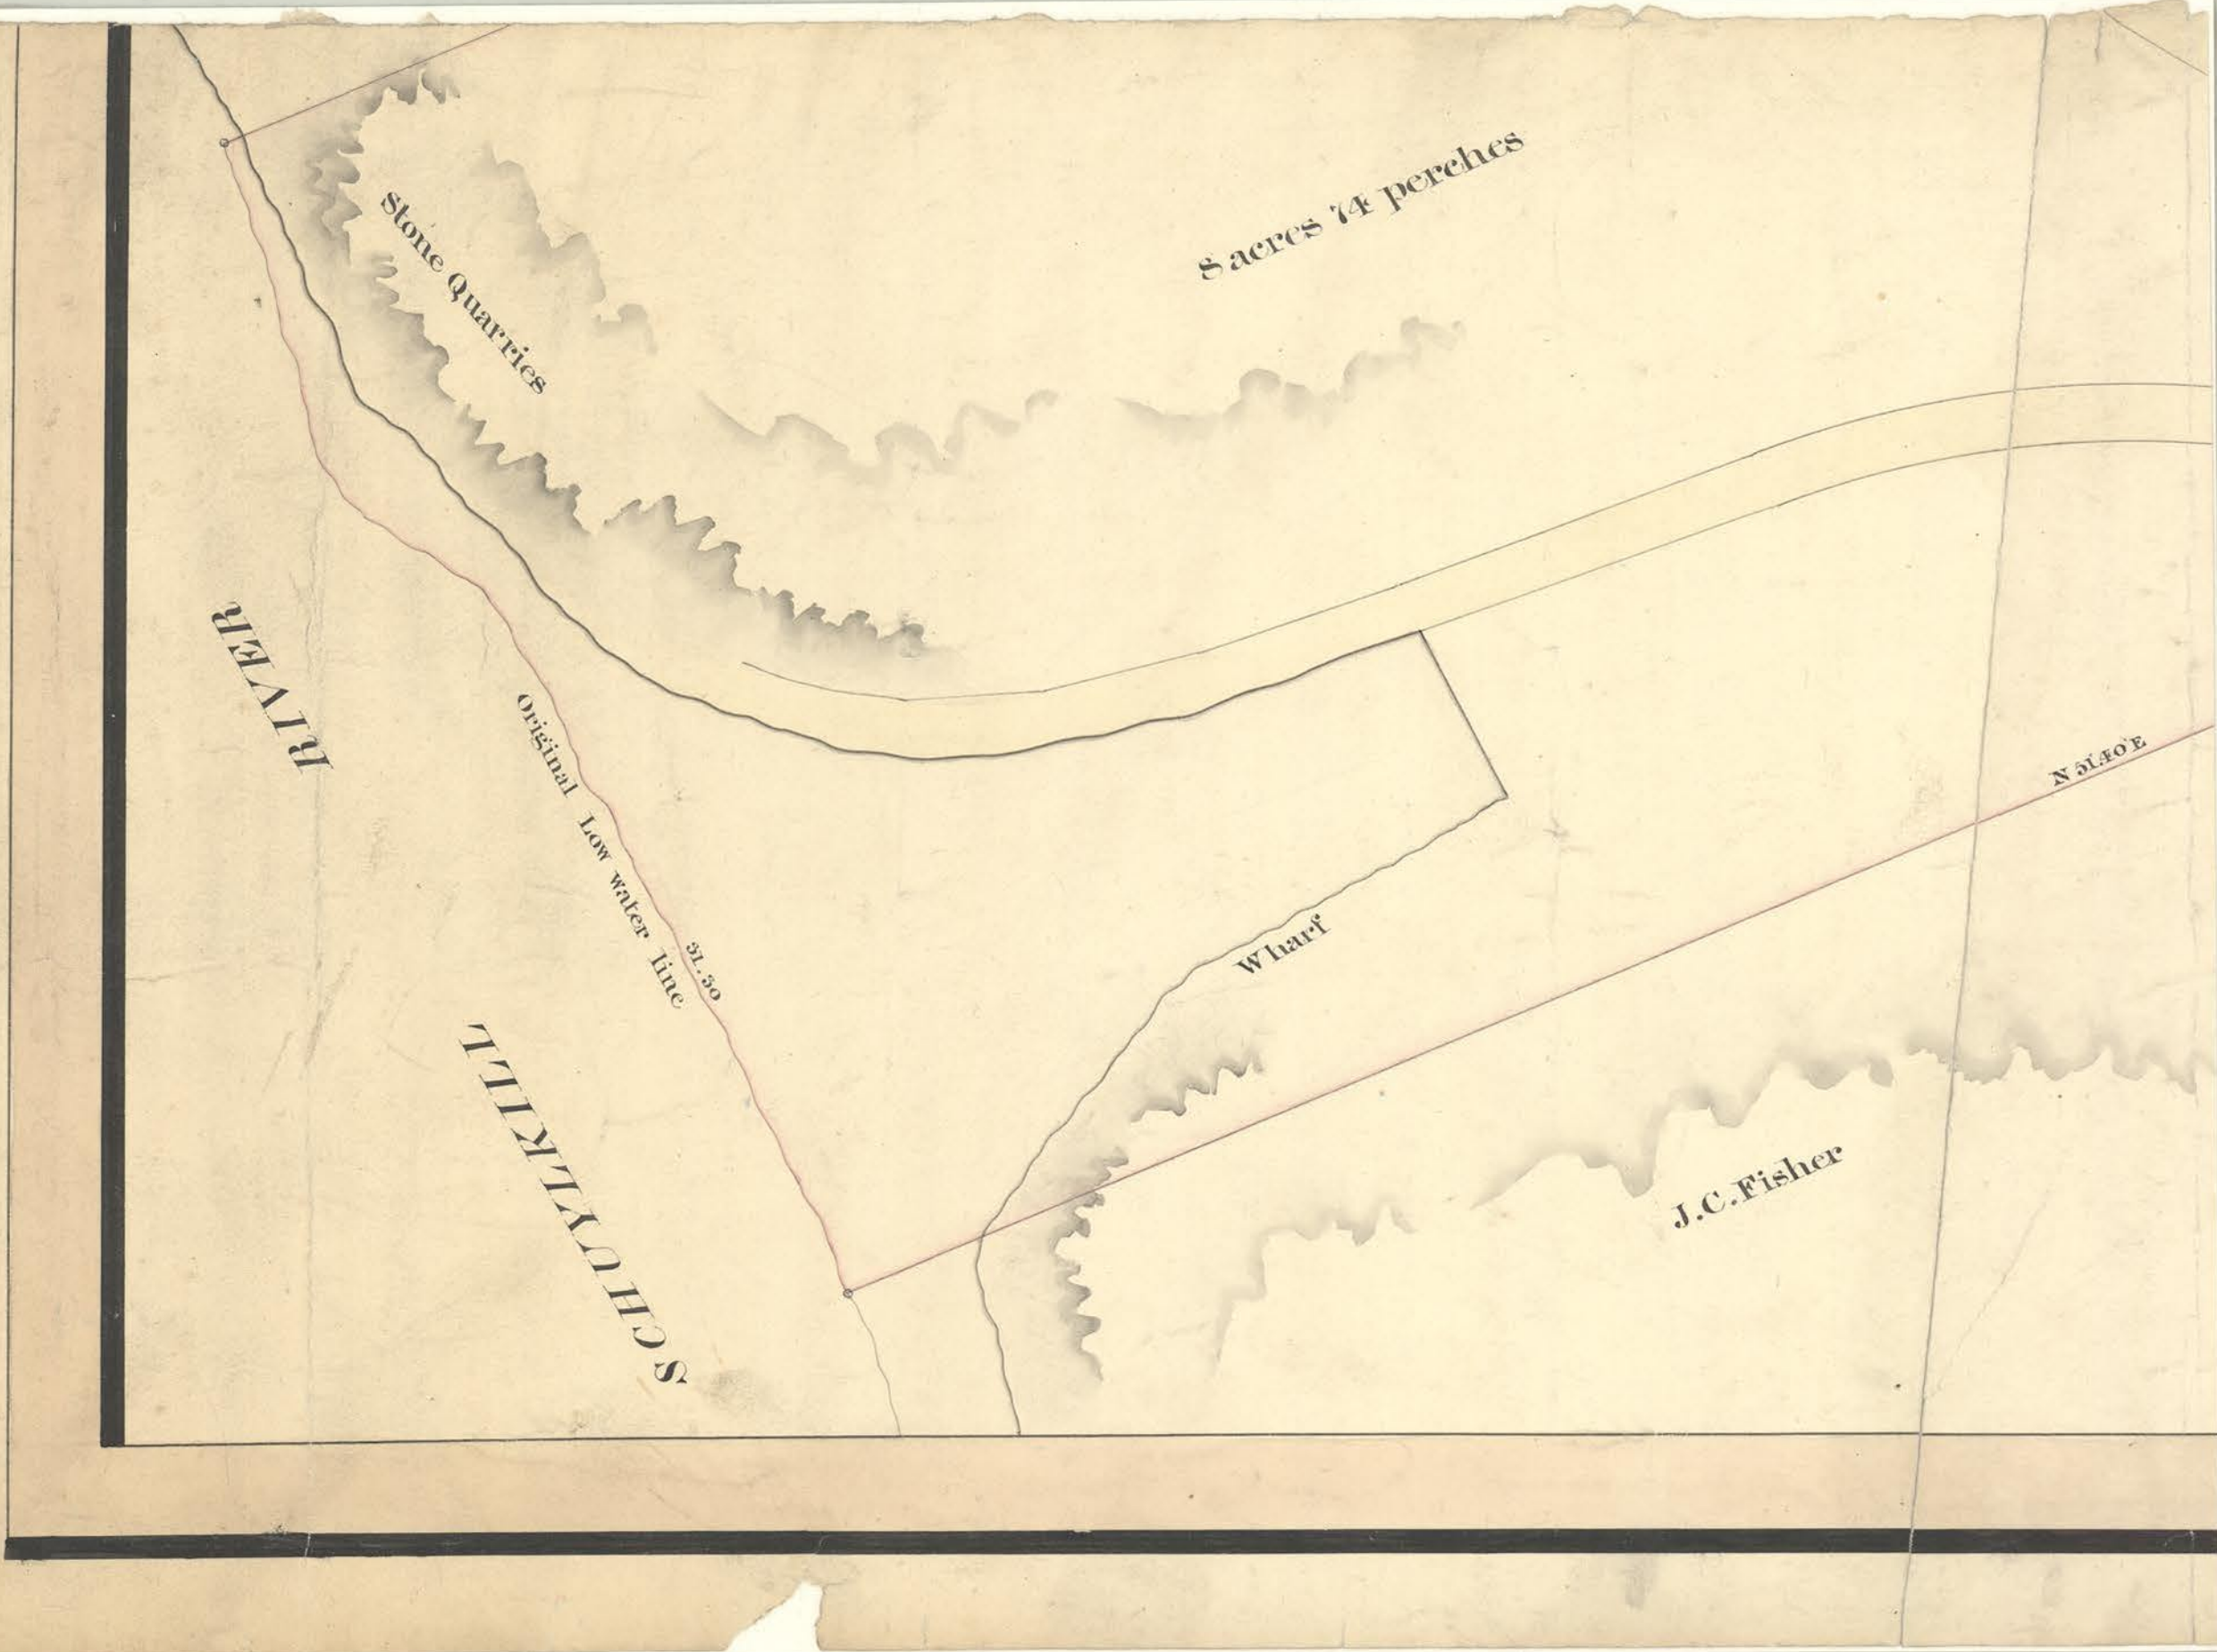 Stone Quarries
8 acres 74 perches
RIVER
Original Low water line
31.30
N 51.40' E
Wharf
SCHUYLKILL
J.C. Fisher